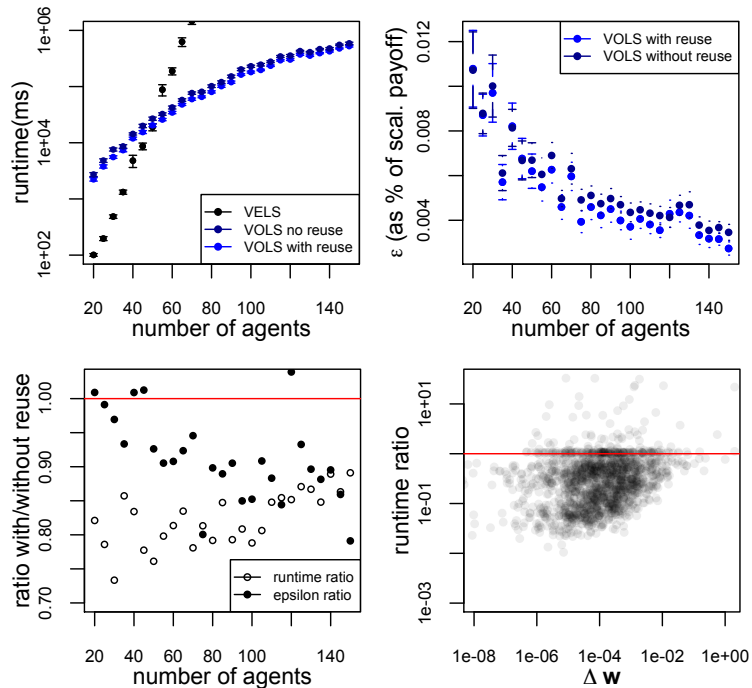 1e+06
1e+04
1e+02
runtime(ms)
VELS
VOLS no reuse
VOLS with reuse
20 40 60 80 100 140
number of agents
0.012
0.008
0.004
ε (as % of scal. payoff)
VOLS with reuse
VOLS without reuse
20 40 60 80 100 140
number of agents
1.00
0.90
0.80
0.70
ratio with/without reuse
runtime ratio
epsilon ratio
20 40 60 80 100 140
number of agents
1e+01
1e-01
1e-03
runtime ratio
1e-08 1e-06 1e-04 1e-02 1e+00
Δ w